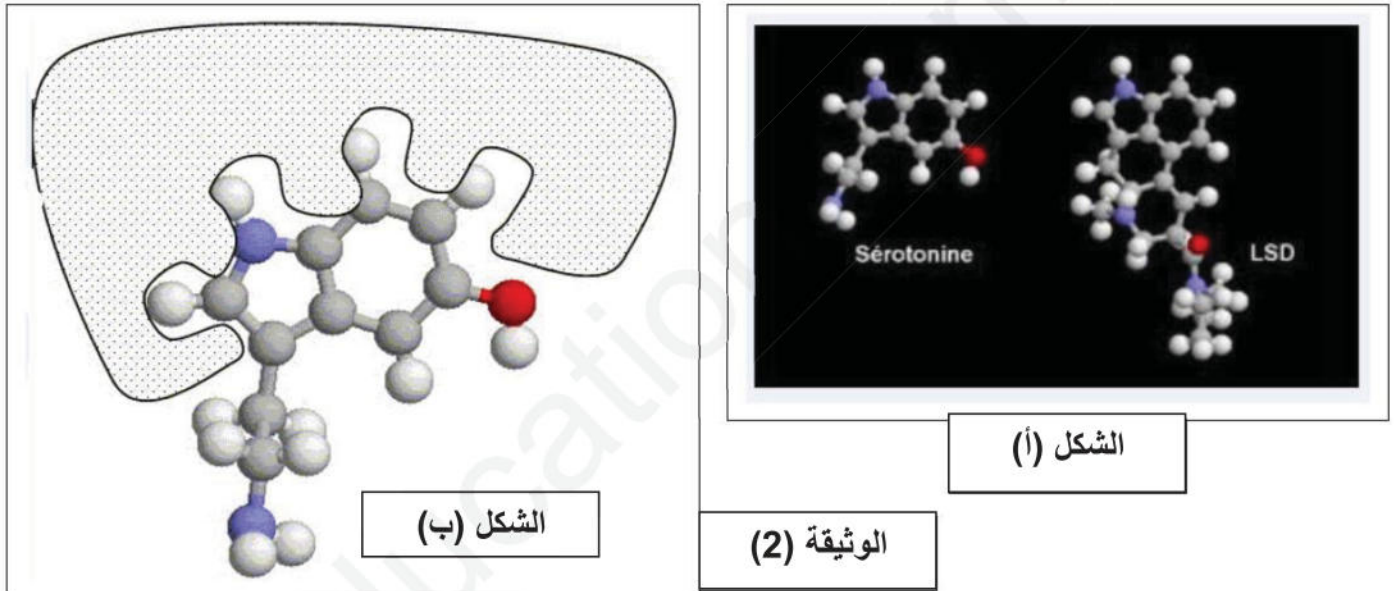 Sérotonine
LSD
الشكل (أ)
الشكل (ب)
الوثيقة (2)